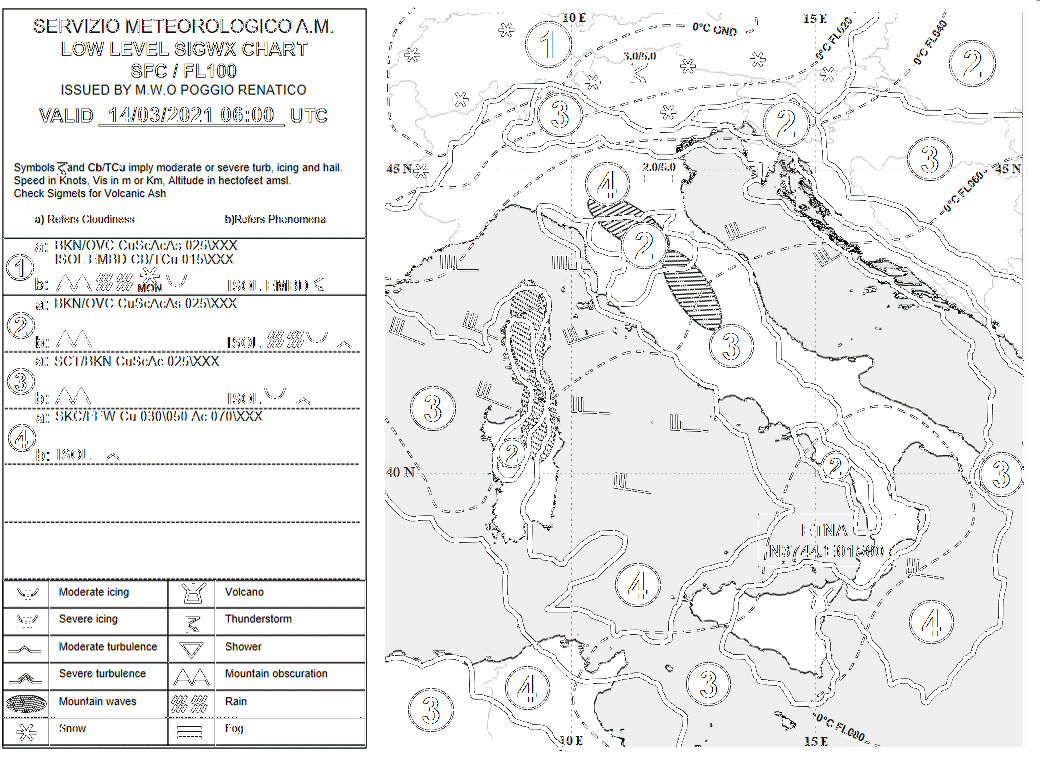 SERVIZIO METEOROLOGICO A.M.
LOW LEVEL SIGWX CHART
SFC / FL100
ISSUED BY M.W.O POGGIO RENATICO
VALID 14/03/2021 06:00 UTC
Symbols and Cb/TCu imply moderate or severe turb, icing and hail.
Speed in Knots, Vis in m or Km, Altitude in hectofeet amsl.
Check Sigmets for Volcanic Ash
a) Refers Cloudiness b)Refers Phenomena
1
a: BKN/OVC CuScAcAs 025\XXX
ISOL EMBD CB/TCu 015\XXX
b: MON ISOL EMBD
2
a: BKN/OVC CuScAcAs 025\XXX
b: ISOL
3
a: SCT/BKN CuScAc 025\XXX
b: ISOL
4
a: SKC/FEW Cu 030\050 Ac 070\XXX
b: ISOL
Moderate icing Volcano
Severe icing Thunderstorm
Moderate turbulence Shower
Severe turbulence Mountain obscuration
Mountain waves Rain
Snow Fog
10 E 15 E
0°C GND
0°C FL020
0°C FL040
1
3.0/5.0
2
3
2
3
45 N
2.0/5.0
45 N
4
0°C FL060
2
3
3
2
2
40 N
3
ETNA
N3744 E01500
4
4
4
3
3
0°C FL080
10 E 15 E